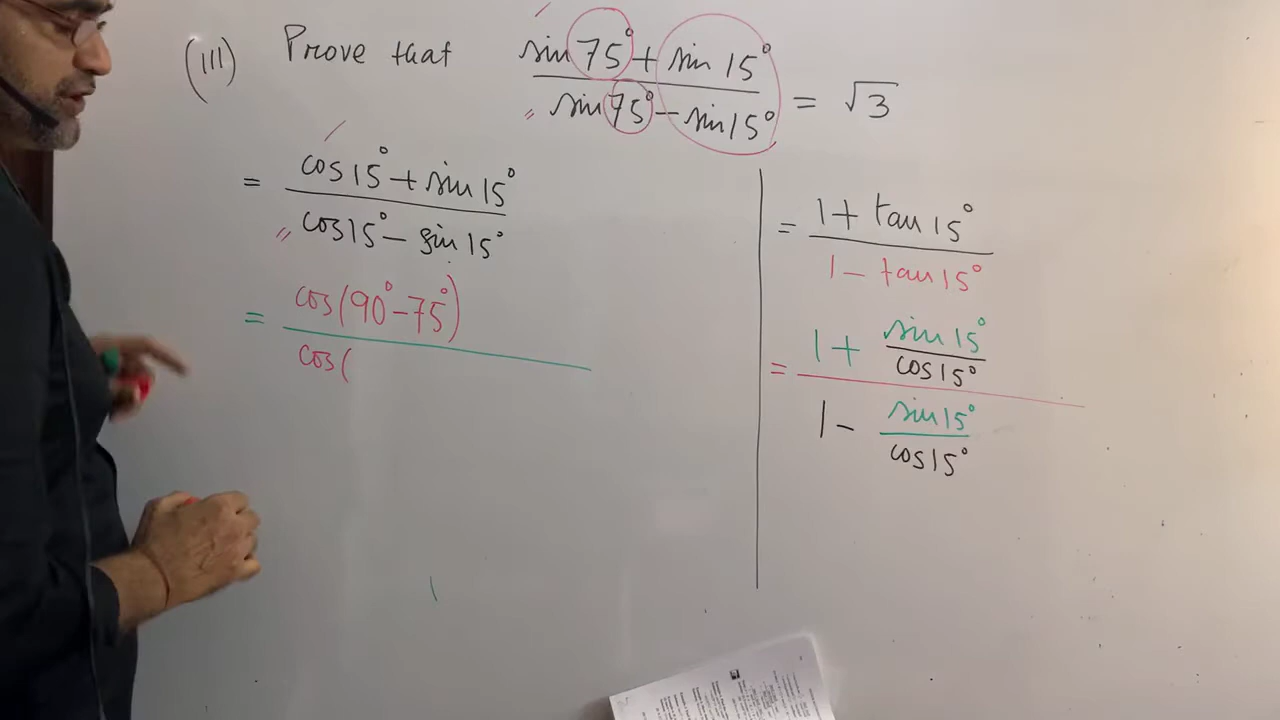 (III) Prove that sin 75° + sin 15° / sin 75° - sin 15° = √3
= cos 15° + sin 15° / cos 15° - sin 15°
= cos(90° - 75°) / cos(
= 1 + tan 15° / 1 - tan 15°
= 1 + sin 15° / cos 15° / 1 - sin 15° / cos 15°